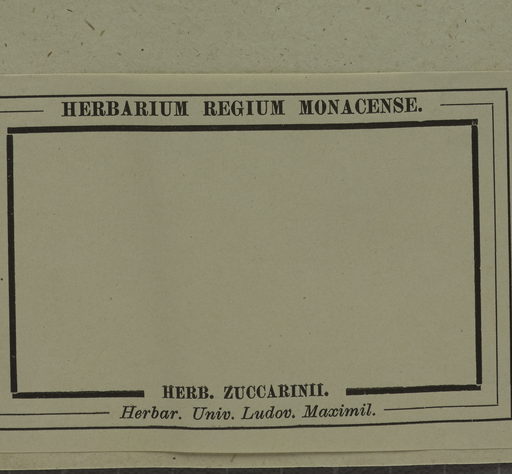 HERBARIUM REGIUM MONACENSE.
HERB. ZUCCARINII.
Herbar. Univ. Ludov. Maximil.